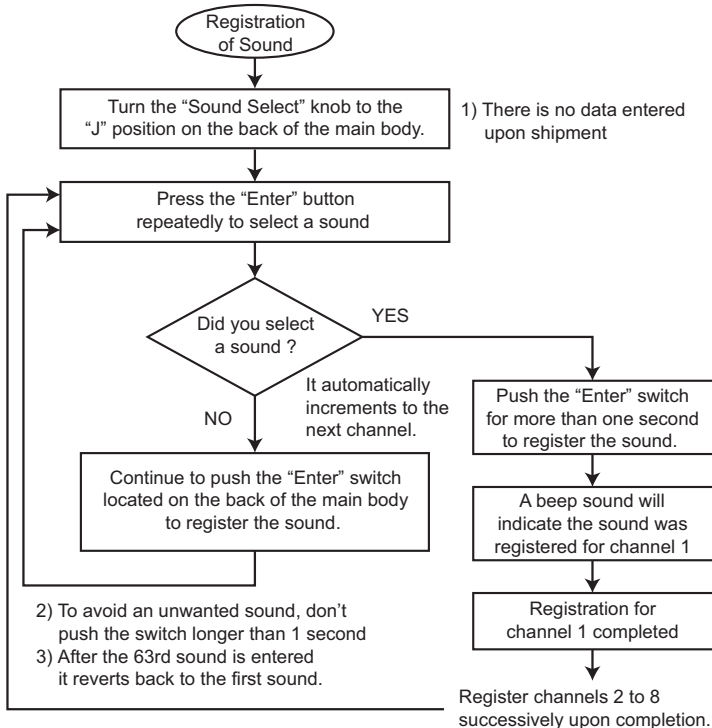 Registration
of Sound
Turn the “Sound Select” knob to the
“J” position on the back of the main body.
1) There is no data entered
upon shipment
Press the “Enter” button
repeatedly to select a sound
Did you select
a sound ?
YES
NO
It automatically
increments to the
next channel.
Push the “Enter” switch
for more than one second
to register the sound.
Continue to push the “Enter” switch
located on the back of the main body
to register the sound.
A beep sound will
indicate the sound was
registered for channel 1
2) To avoid an unwanted sound, don’t
push the switch longer than 1 second
3) After the 63rd sound is entered
it reverts back to the first sound.
Registration for
channel 1 completed
Register channels 2 to 8
successively upon completion.